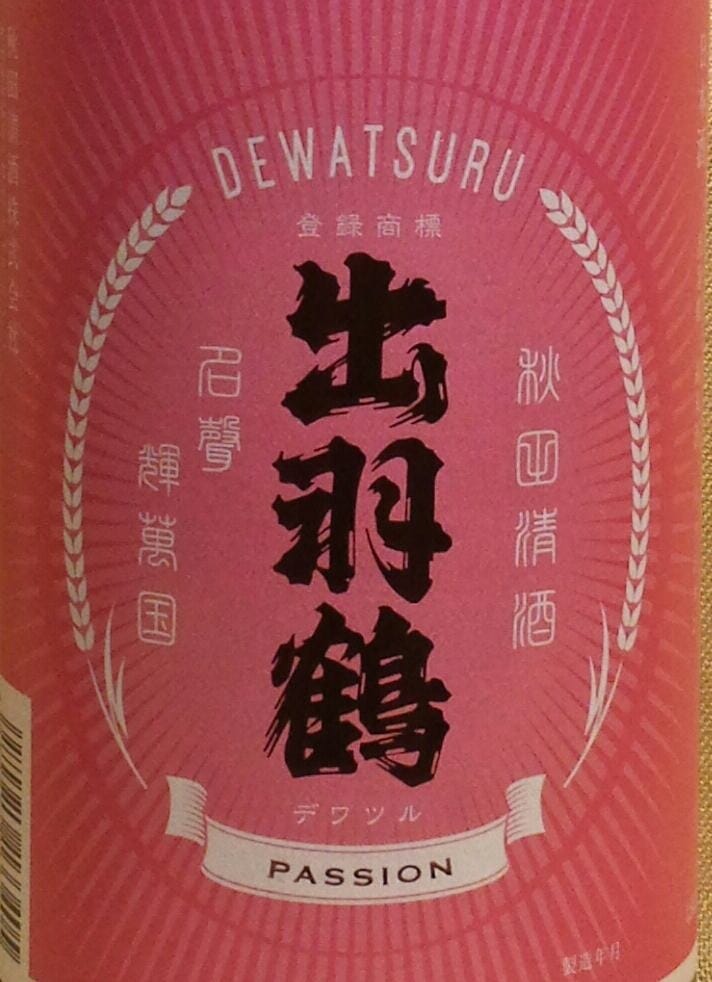 DEWATSURU
登録商標
出羽鶴
秋田清酒
名聲
輝萬国
デワツル
PASSION
製造年月